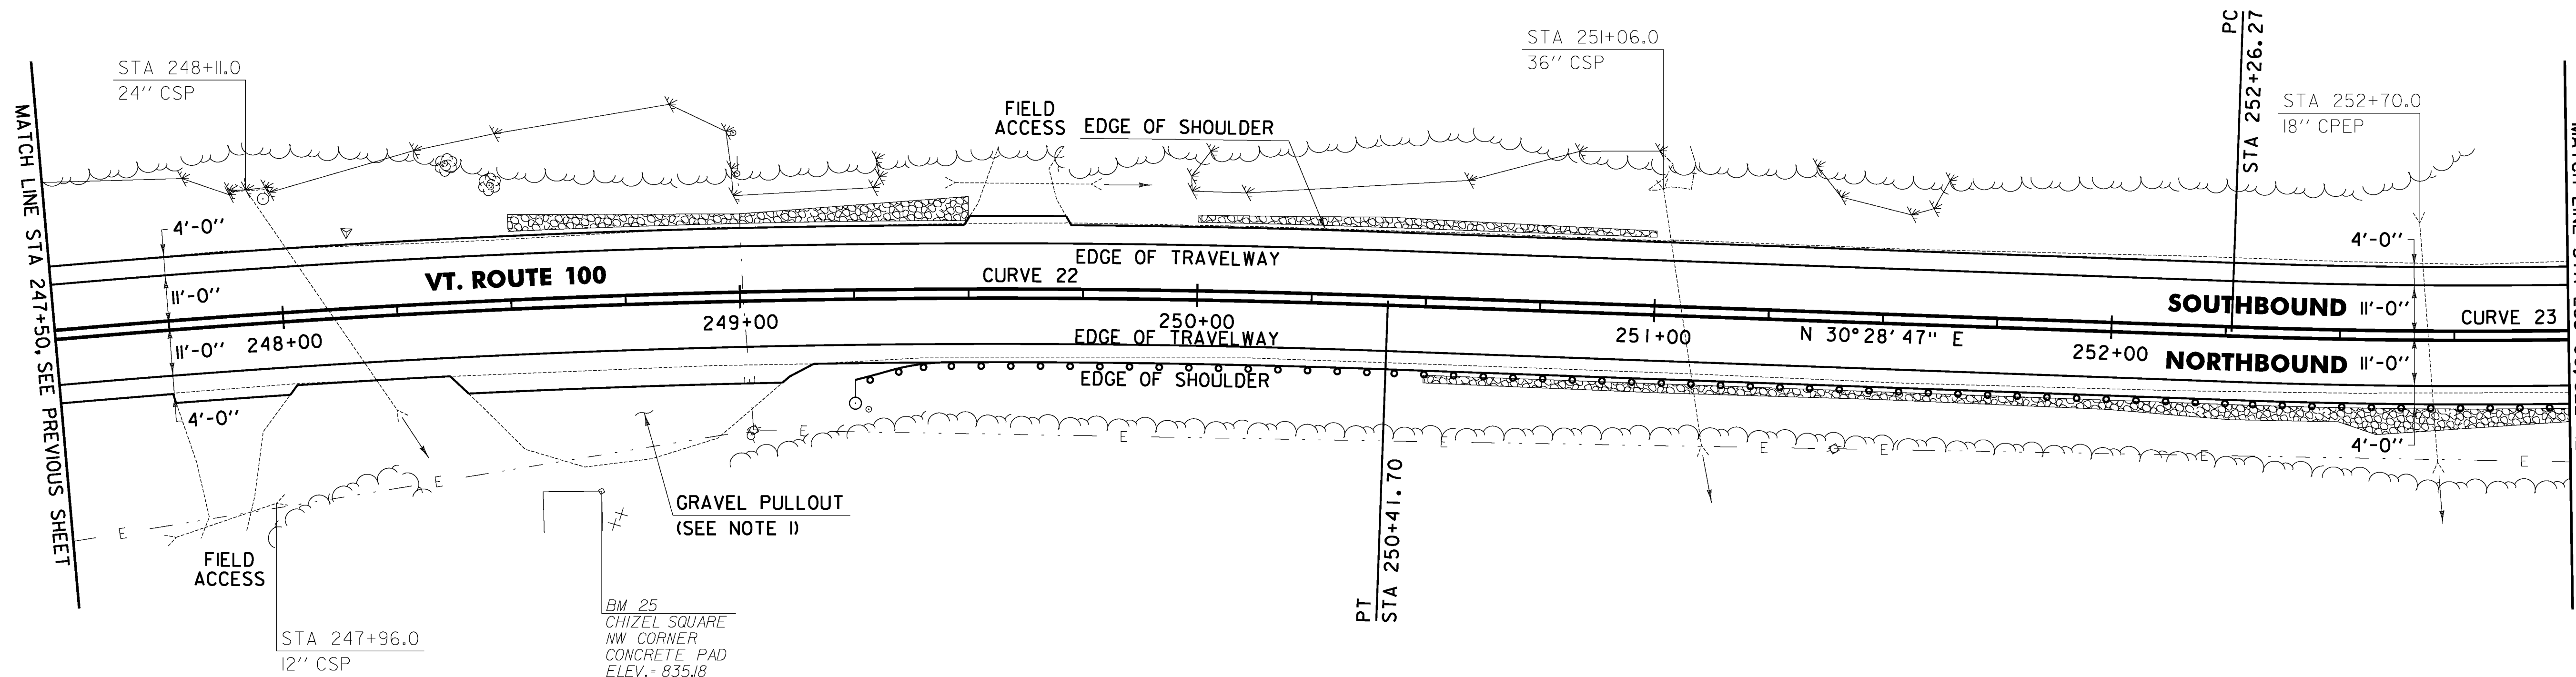 MATCH LINE STA 247+50, SEE PREVIOUS SHEET
STA 248+11.0
24'' CSP
4'-0''
11'-0''
11'-0''
4'-0''
VT. ROUTE 100
248+00
249+00
250+00
251+00
252+00
FIELD
ACCESS
EDGE OF SHOULDER
EDGE OF TRAVELWAY
CURVE 22
EDGE OF TRAVELWAY
EDGE OF SHOULDER
STA 251+06.0
36'' CSP
N 30°28'47" E
PC
STA 252+26.27
STA 252+70.0
18'' CPEP
4'-0''
SOUTHBOUND 11'-0''
CURVE 23
NORTHBOUND 11'-0''
4'-0''
E
E
E
E
E
E
E
E
E
GRAVEL PULLOUT
(SEE NOTE 1)
PT
STA 250+41.70
FIELD
ACCESS
STA 247+96.0
12'' CSP
BM 25
CHIZEL SQUARE
NW CORNER
CONCRETE PAD
ELEV.= 835.18